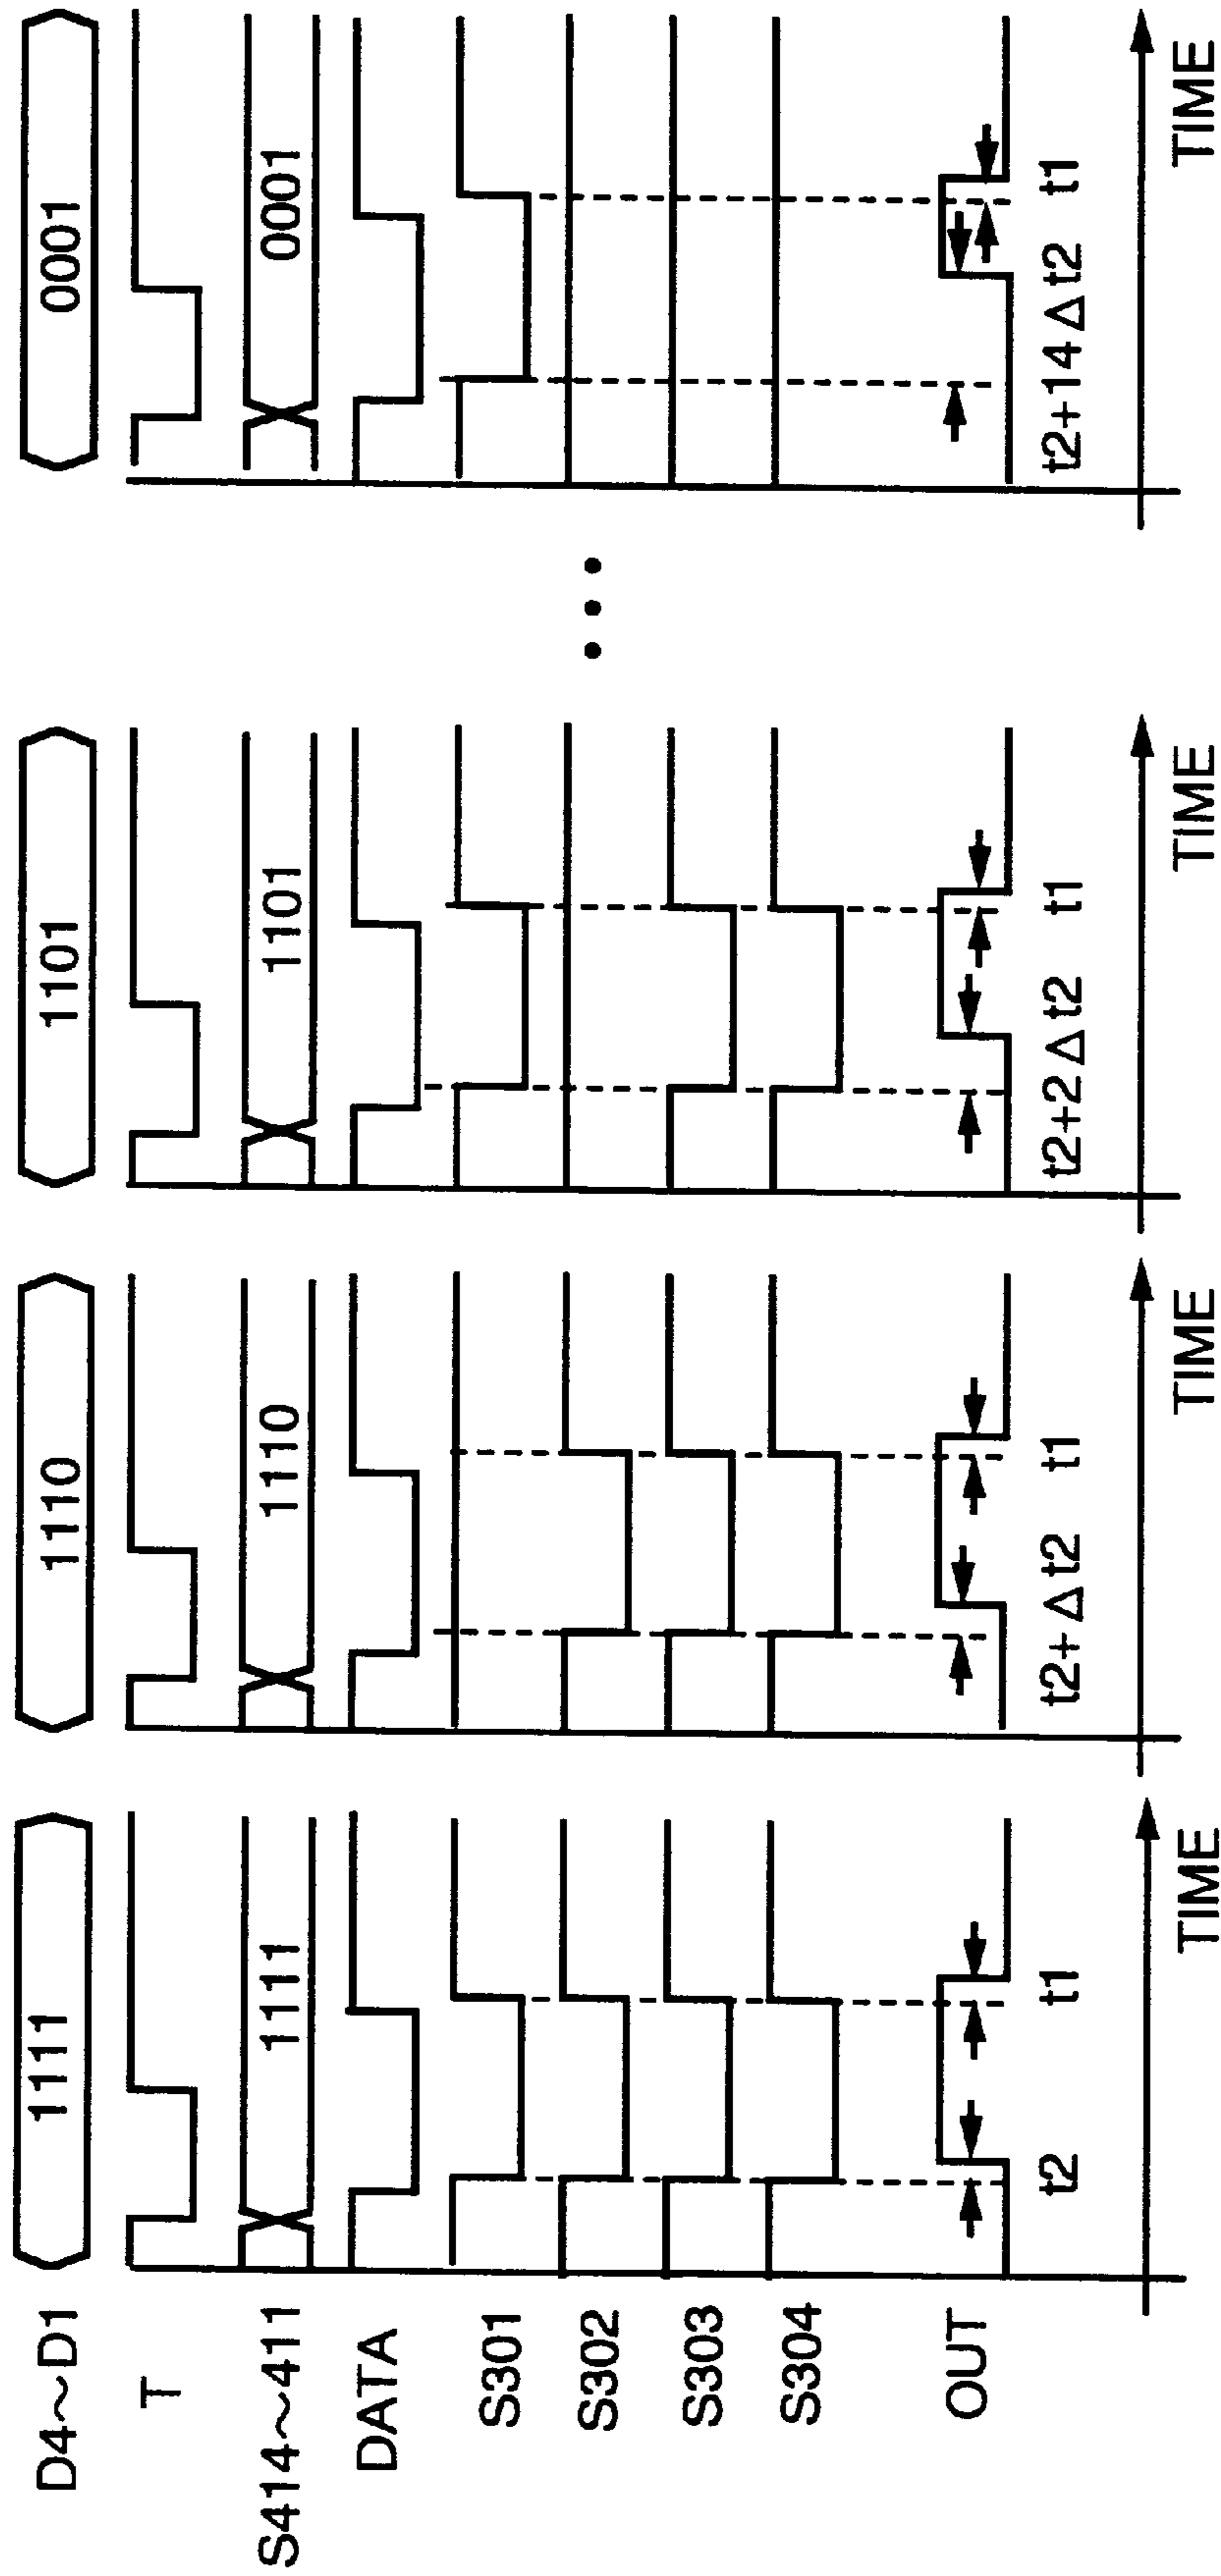 D4~D1 1111 1110 1101 0001
T
S414~411 1111 1110 1101 0001
DATA
S301
S302
S303
S304
OUT
t2 t1 t2+Δt2 t1 t2+2Δt2 t1 t2+14Δt2 t1
TIME TIME TIME TIME